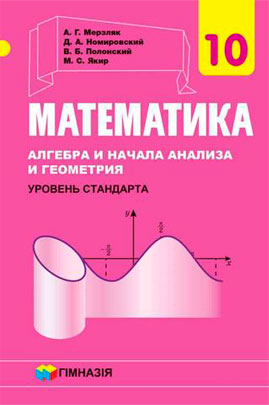 А. Г. Мерзляк
Д. А. Номировский
В. Б. Полонский
М. С. Якир
10
МАТЕМАТИКА
АЛГЕБРА И НАЧАЛА АНАЛИЗА
И ГЕОМЕТРИЯ
УРОВЕНЬ СТАНДАРТА
y
ГІМНАЗІЯ